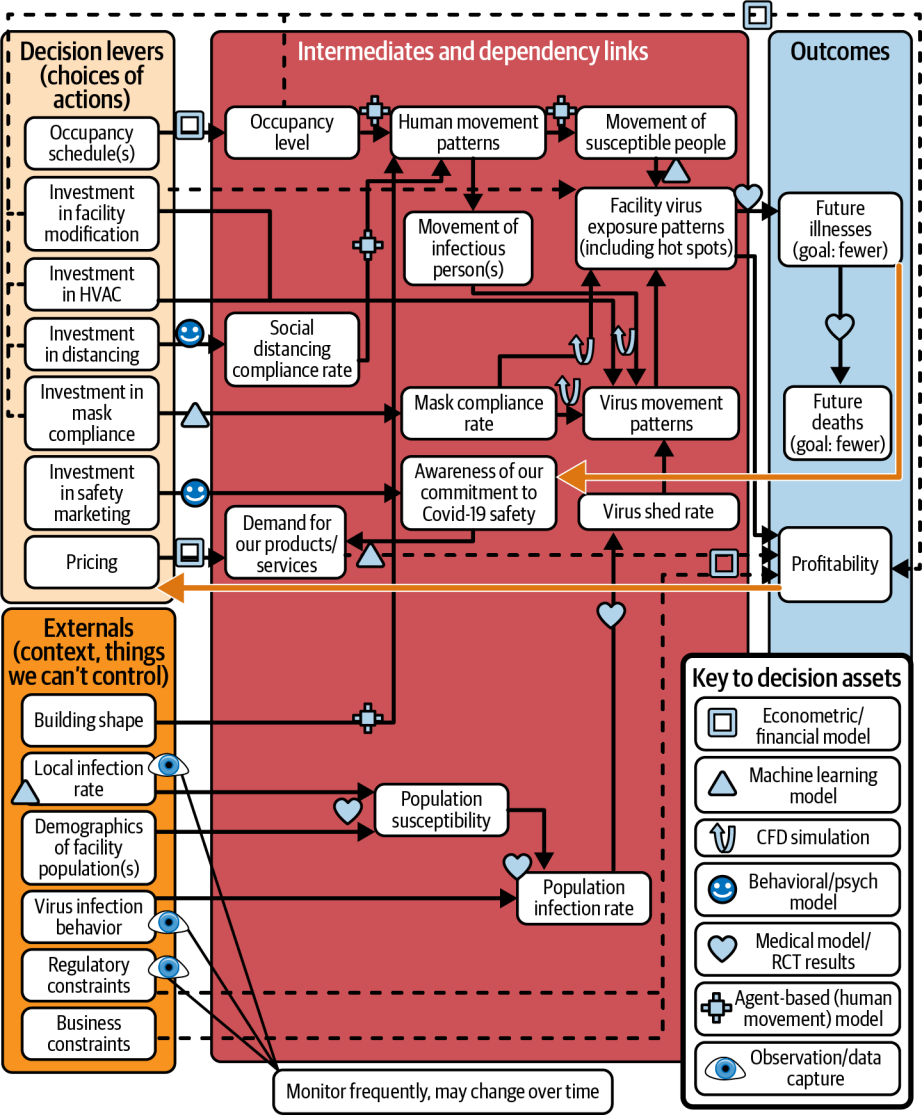 Decision levers
(choices of
actions)
Occupancy
schedule(s)
Investment
in facility
modification
Investment
in HVAC
Investment
in distancing
Investment in
mask
compliance
Investment
in safety
marketing
Pricing
Externals
(context, things
we can't control)
Building shape
Local infection
rate
Demographics
of facility
population(s)
Virus infection
behavior
Regulatory
constraints
Business
constraints
Intermediates and dependency links
Occupancy
level
Human movement
patterns
Movement of
susceptible people
Movement of
infectious
person(s)
Facility virus
exposure patterns
(including hot spots)
Social
distancing
compliance rate
Mask compliance
rate
Virus movement
patterns
Awareness of our
commitment to
Covid-19 safety
Virus shed rate
Demand for
our products/
services
Population
susceptibility
Population
infection rate
Monitor frequently, may change over time
Outcomes
Future
illnesses
(goal: fewer)
Future
deaths
(goal: fewer)
Profitability
Key to decision assets
Econometric/
financial model
Machine learning
model
CFD simulation
Behavioral/psych
model
Medical model/
RCT results
Agent-based (human
movement) model
Observation/data
capture